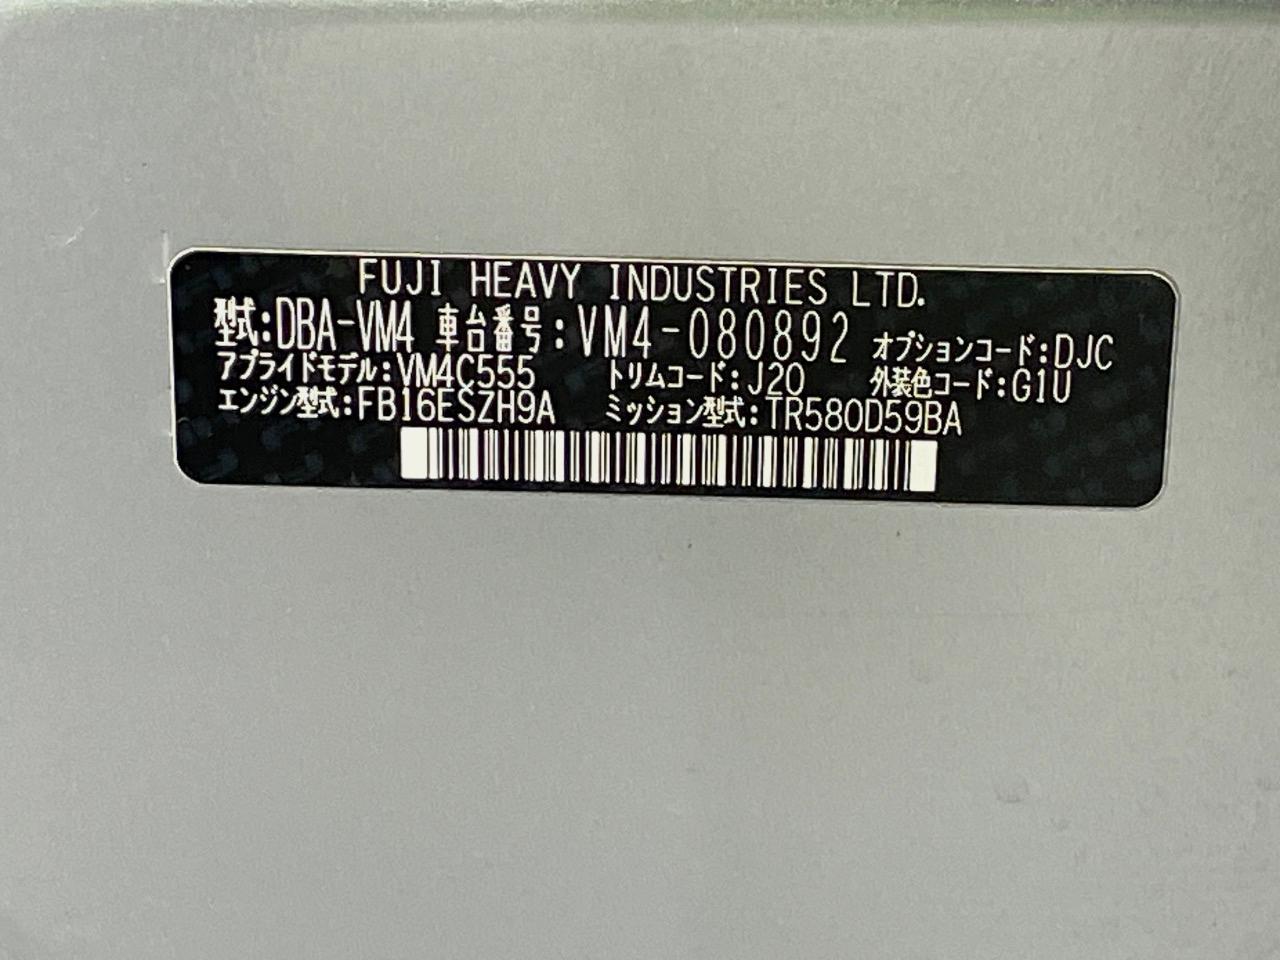 FUJI HEAVY INDUSTRIES LTD.
型式:DBA-VM4 車台番号:VM4-080892 オプションコード:DJC
アプライドモデル:VM4C555 トリムコード:J20 外装色コード:G1U
エンジン型式:FB16ESZH9A ミッション型式:TR580D59BA